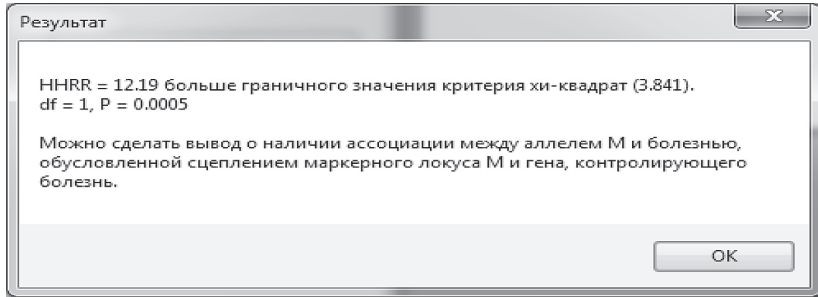 Результат
HHRR = 12.19 больше граничного значения критерия хи-квадрат (3.841).
df = 1, P = 0.0005
Можно сделать вывод о наличии ассоциации между аллелем М и болезнью,
обусловленной сцеплением маркерного локуса М и гена, контролирующего
болезнь.
OK